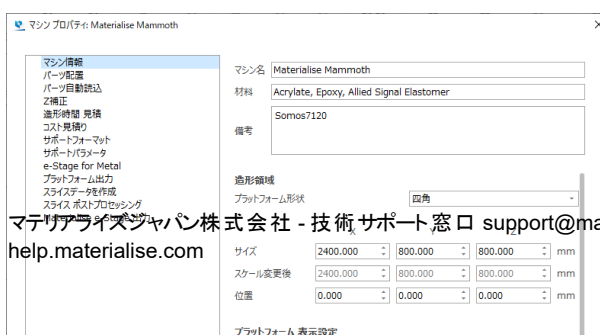 マシン プロパティ: Materialise Mammoth
マシン情報
パーツ配置
パーツ自動読込
Z補正
造形時間 見積
コスト見積り
サポートフォーマット
サポートパラメータ
e-Stage for Metal
プラットフォーム出力
スライスデータを作成
スライス ポストプロセッシング
Materialise e-Stage 出力
マシン名 Materialise Mammoth
材料 Acrylate, Epoxy, Allied Signal Elastomer
備考 Somos7120
造形領域
プラットフォーム形状 四角
マテリアライズジャパン株式会社 - 技術サポート窓口 support@ma
help.materialise.com
X Y Z
サイズ 2400.000 800.000 800.000 mm
スケール変更後 2400.000 800.000 800.000 mm
位置 0.000 0.000 0.000 mm
プラットフォーム 表示設定